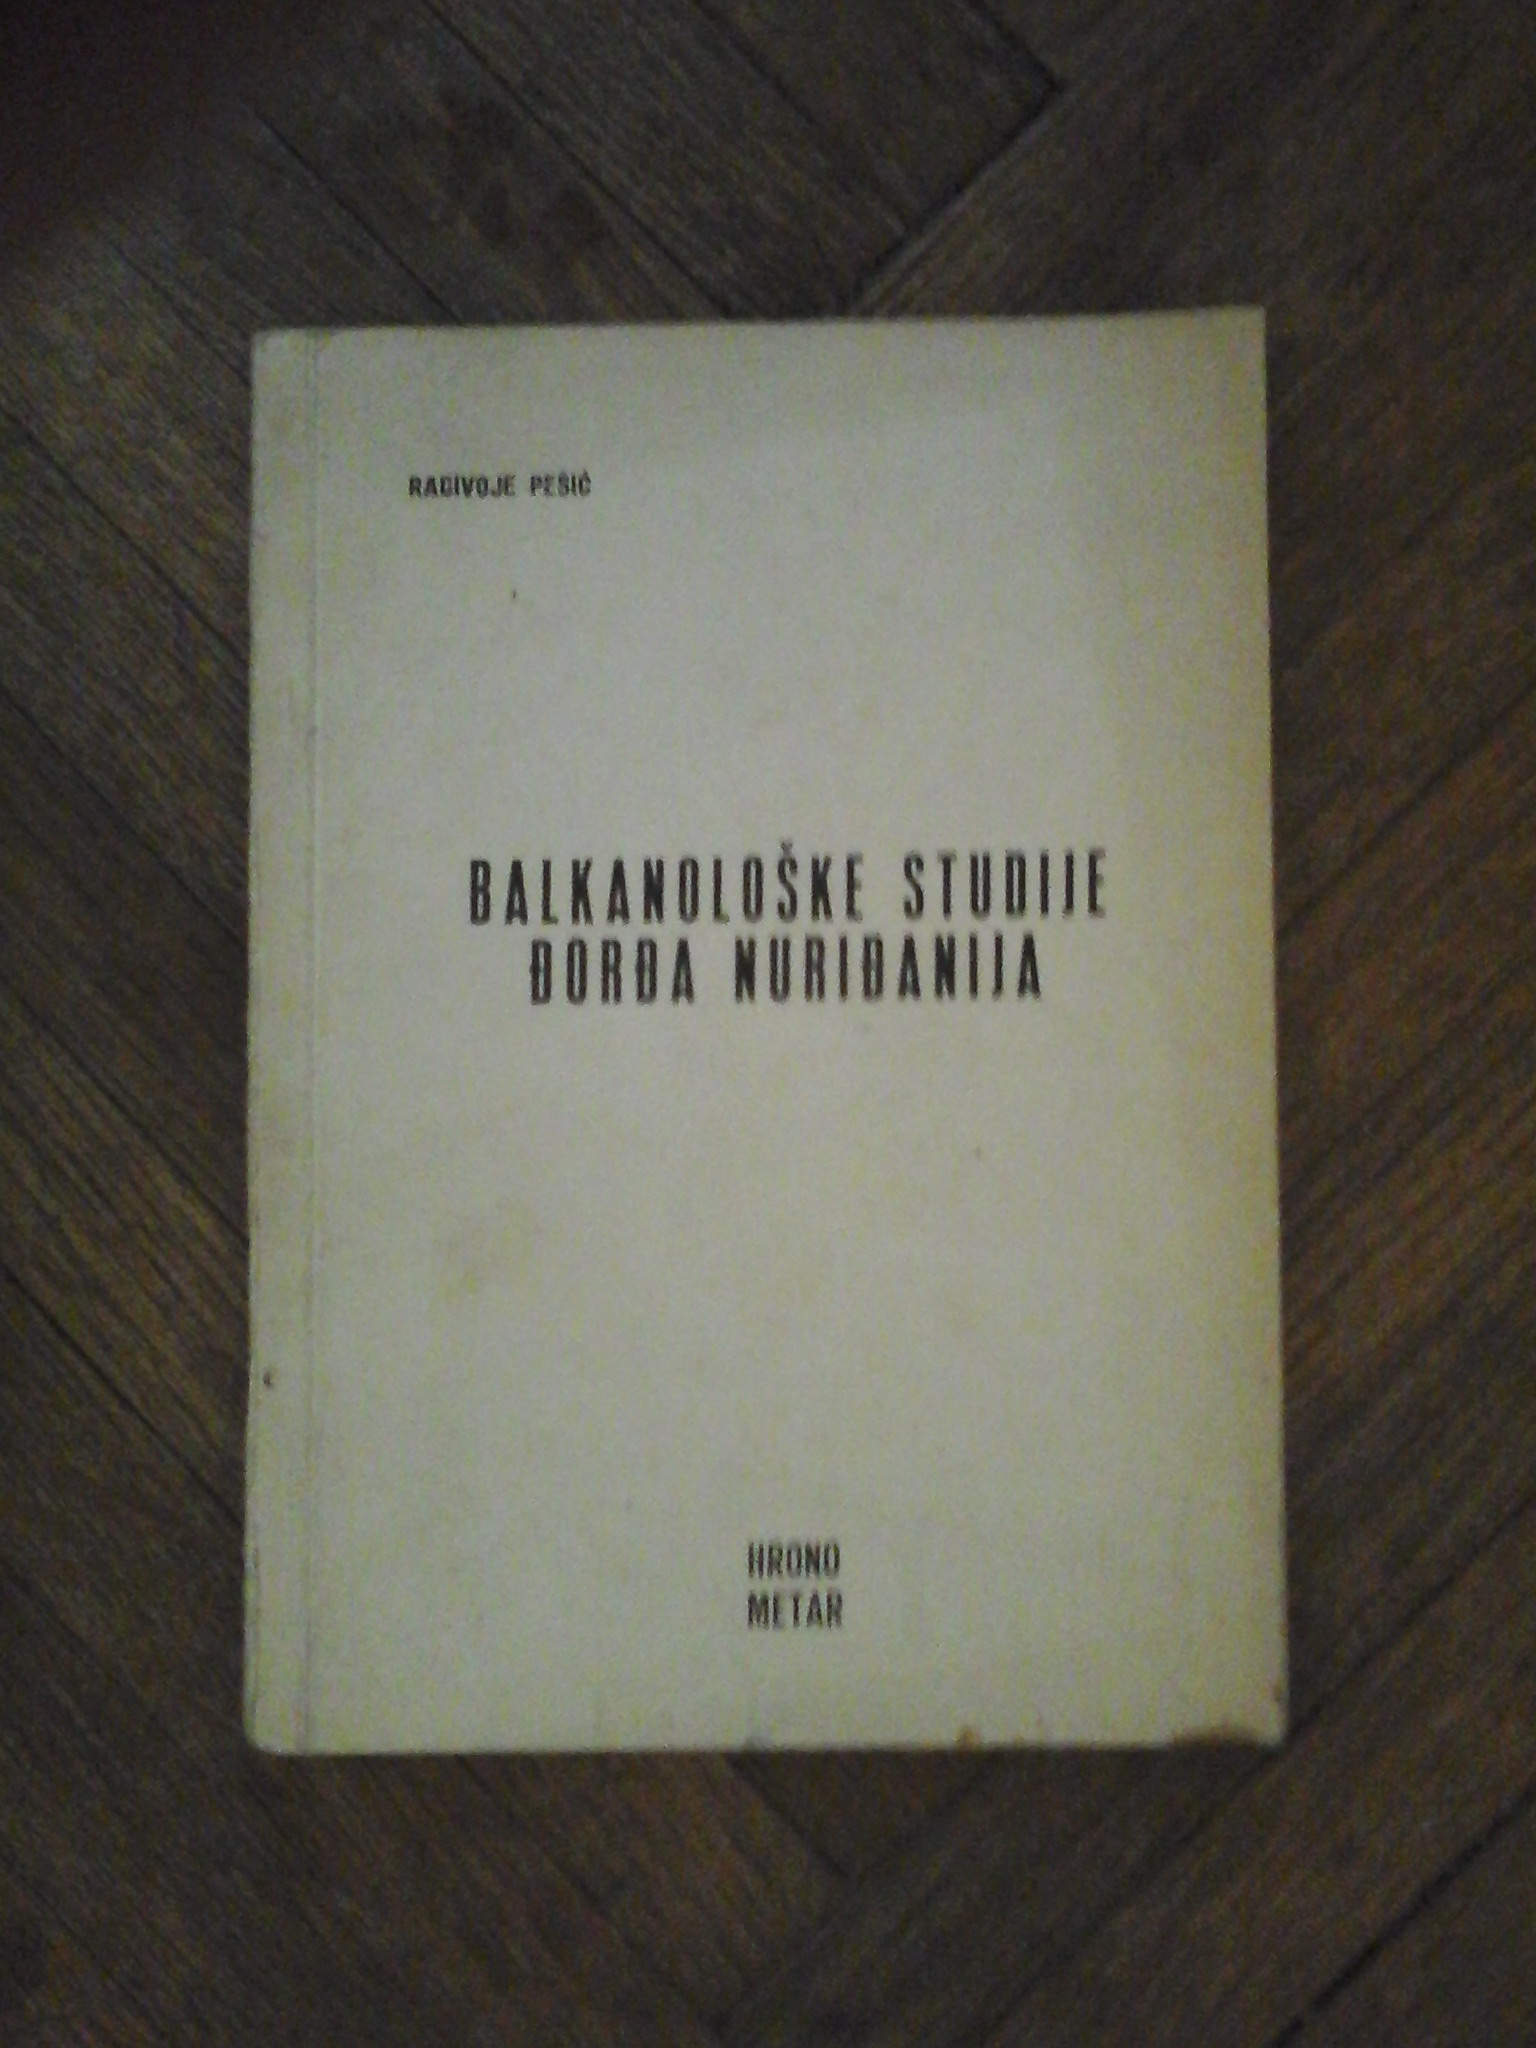 RADIVOJE PEŠIĆ
BALKANOLOŠKE STUDIJE
ĐORĐA NURIĐANIJA
HRONO
METAR